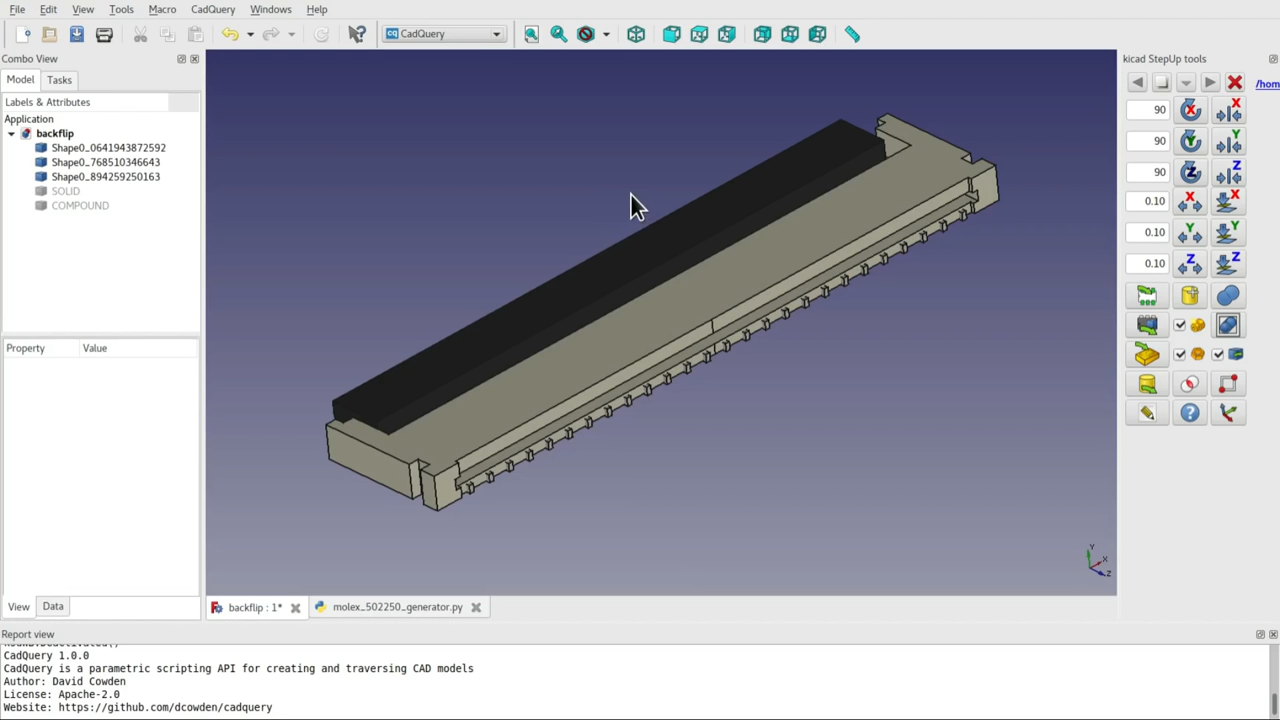 File Edit View Tools Macro CadQuery Windows Help
CadQuery
Combo View
kicad StepUp tools
Model Tasks
/hom
Labels & Attributes
90 X X
Application
backflip
90 Y Y
Shape0_0641943872592
Shape0_768510346643
90 Z Z
Shape0_894259250163
SOLID
0.10 X X
COMPOUND
0.10 Y Y
0.10 Z Z
Property Value
Y
X
Z
View Data
backflip : 1*
molex_502250_generator.py
Report view
CadQuery 1.0.0
CadQuery is a parametric scripting API for creating and traversing CAD models
Author: David Cowden
License: Apache-2.0
Website: https://github.com/dcowden/cadquery